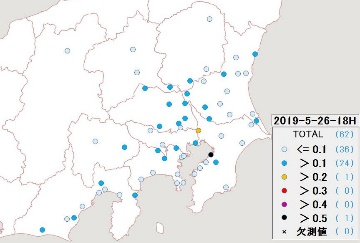 2019-5-26-18H
TOTAL (62)
<= 0.1 (36)
> 0.1 (24)
> 0.2 (1)
> 0.3 (0)
> 0.4 (0)
> 0.5 (1)
× 欠測値 (0)